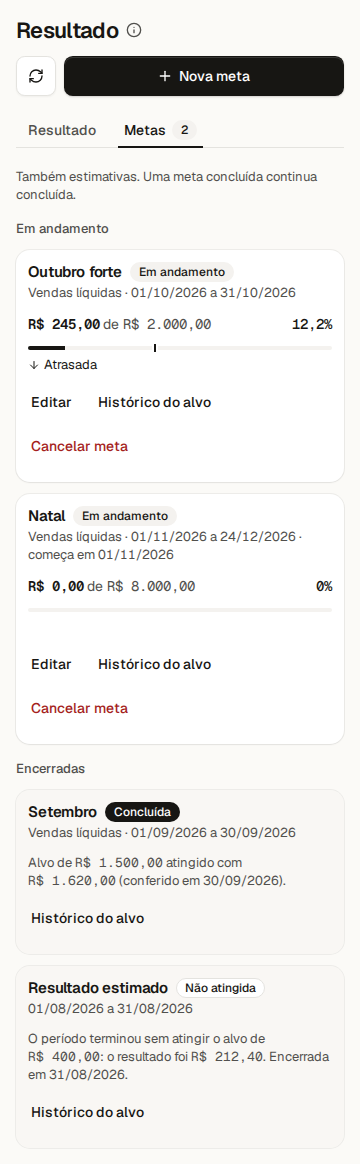 Resultado
Nova meta
Resultado Metas 2
Também estimativas. Uma meta concluída continua
concluída.
Em andamento
Outubro forte Em andamento
Vendas líquidas · 01/10/2026 a 31/10/2026
R$ 245,00 de R$ 2.000,00 12,2%
Atrasada
Editar Histórico do alvo
Cancelar meta
Natal Em andamento
Vendas líquidas · 01/11/2026 a 24/12/2026 ·
começa em 01/11/2026
R$ 0,00 de R$ 8.000,00 0%
Editar Histórico do alvo
Cancelar meta
Encerradas
Setembro Concluída
Vendas líquidas · 01/09/2026 a 30/09/2026
Alvo de R$ 1.500,00 atingido com
R$ 1.620,00 (conferido em 30/09/2026).
Histórico do alvo
Resultado estimado Não atingida
01/08/2026 a 31/08/2026
O período terminou sem atingir o alvo de
R$ 400,00: o resultado foi R$ 212,40. Encerrada
em 31/08/2026.
Histórico do alvo